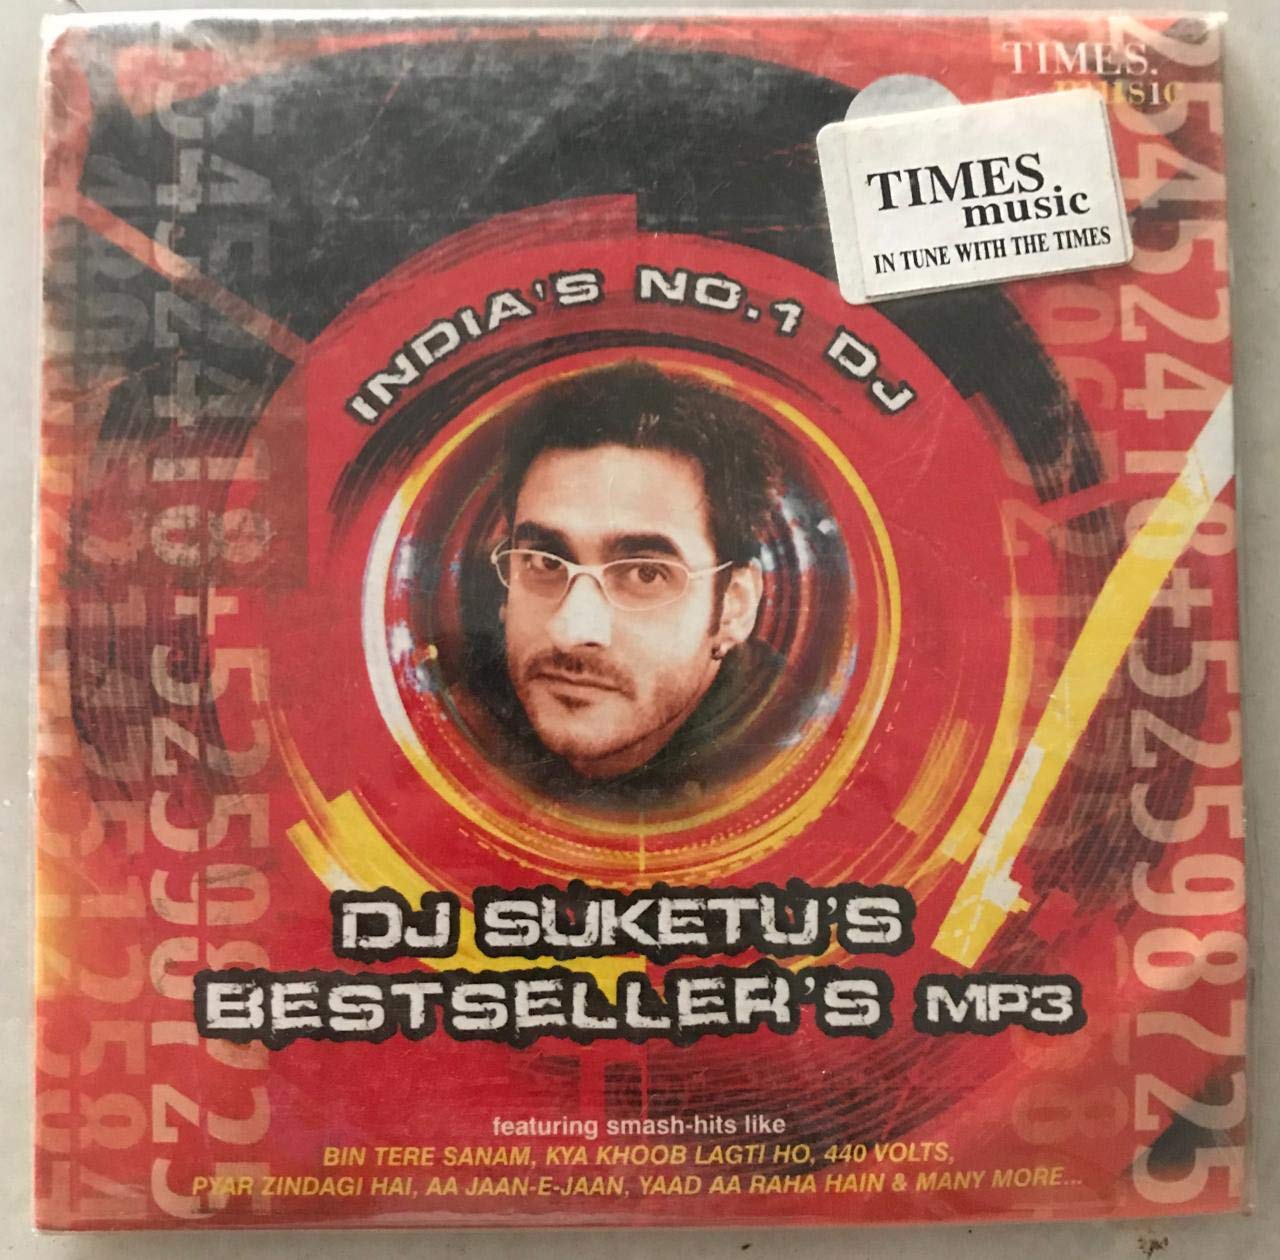 TIMES.
music
TIMES.
music
IN TUNE WITH THE TIMES
INDIA'S NO.1 DJ
DJ SUKETU'S
BESTSELLER'S MP3
featuring smash-hits like
BIN TERE SANAM, KYA KHOOB LAGTI HO, 440 VOLTS,
PYAR ZINDAGI HAI, AA JAAN-E-JAAN, YAAD AA RAHA HAIN & MANY MORE...
25452418+52598725